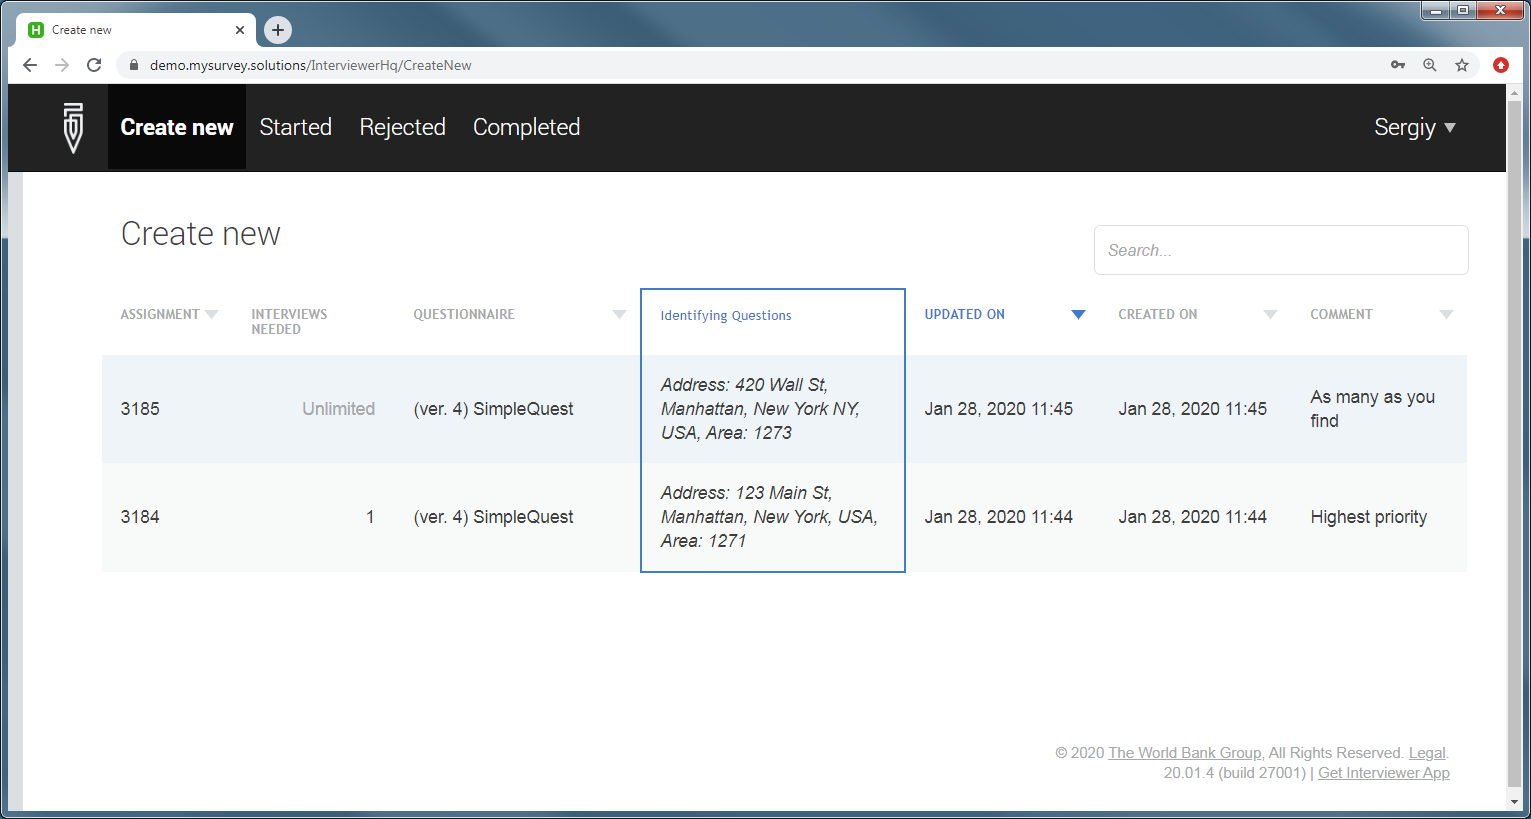 H Create new
demo.mysurvey.solutions/InterviewerHq/CreateNew
Create new Started Rejected Completed Sergiy
Create new
Search...
ASSIGNMENT INTERVIEWS NEEDED QUESTIONNAIRE Identifying Questions UPDATED ON CREATED ON COMMENT
3185 Unlimited (ver. 4) SimpleQuest Address: 420 Wall St, Manhattan, New York NY, USA, Area: 1273 Jan 28, 2020 11:45 Jan 28, 2020 11:45 As many as you find
3184 1 (ver. 4) SimpleQuest Address: 123 Main St, Manhattan, New York, USA, Area: 1271 Jan 28, 2020 11:44 Jan 28, 2020 11:44 Highest priority
© 2020 The World Bank Group, All Rights Reserved. Legal.
20.01.4 (build 27001) | Get Interviewer App